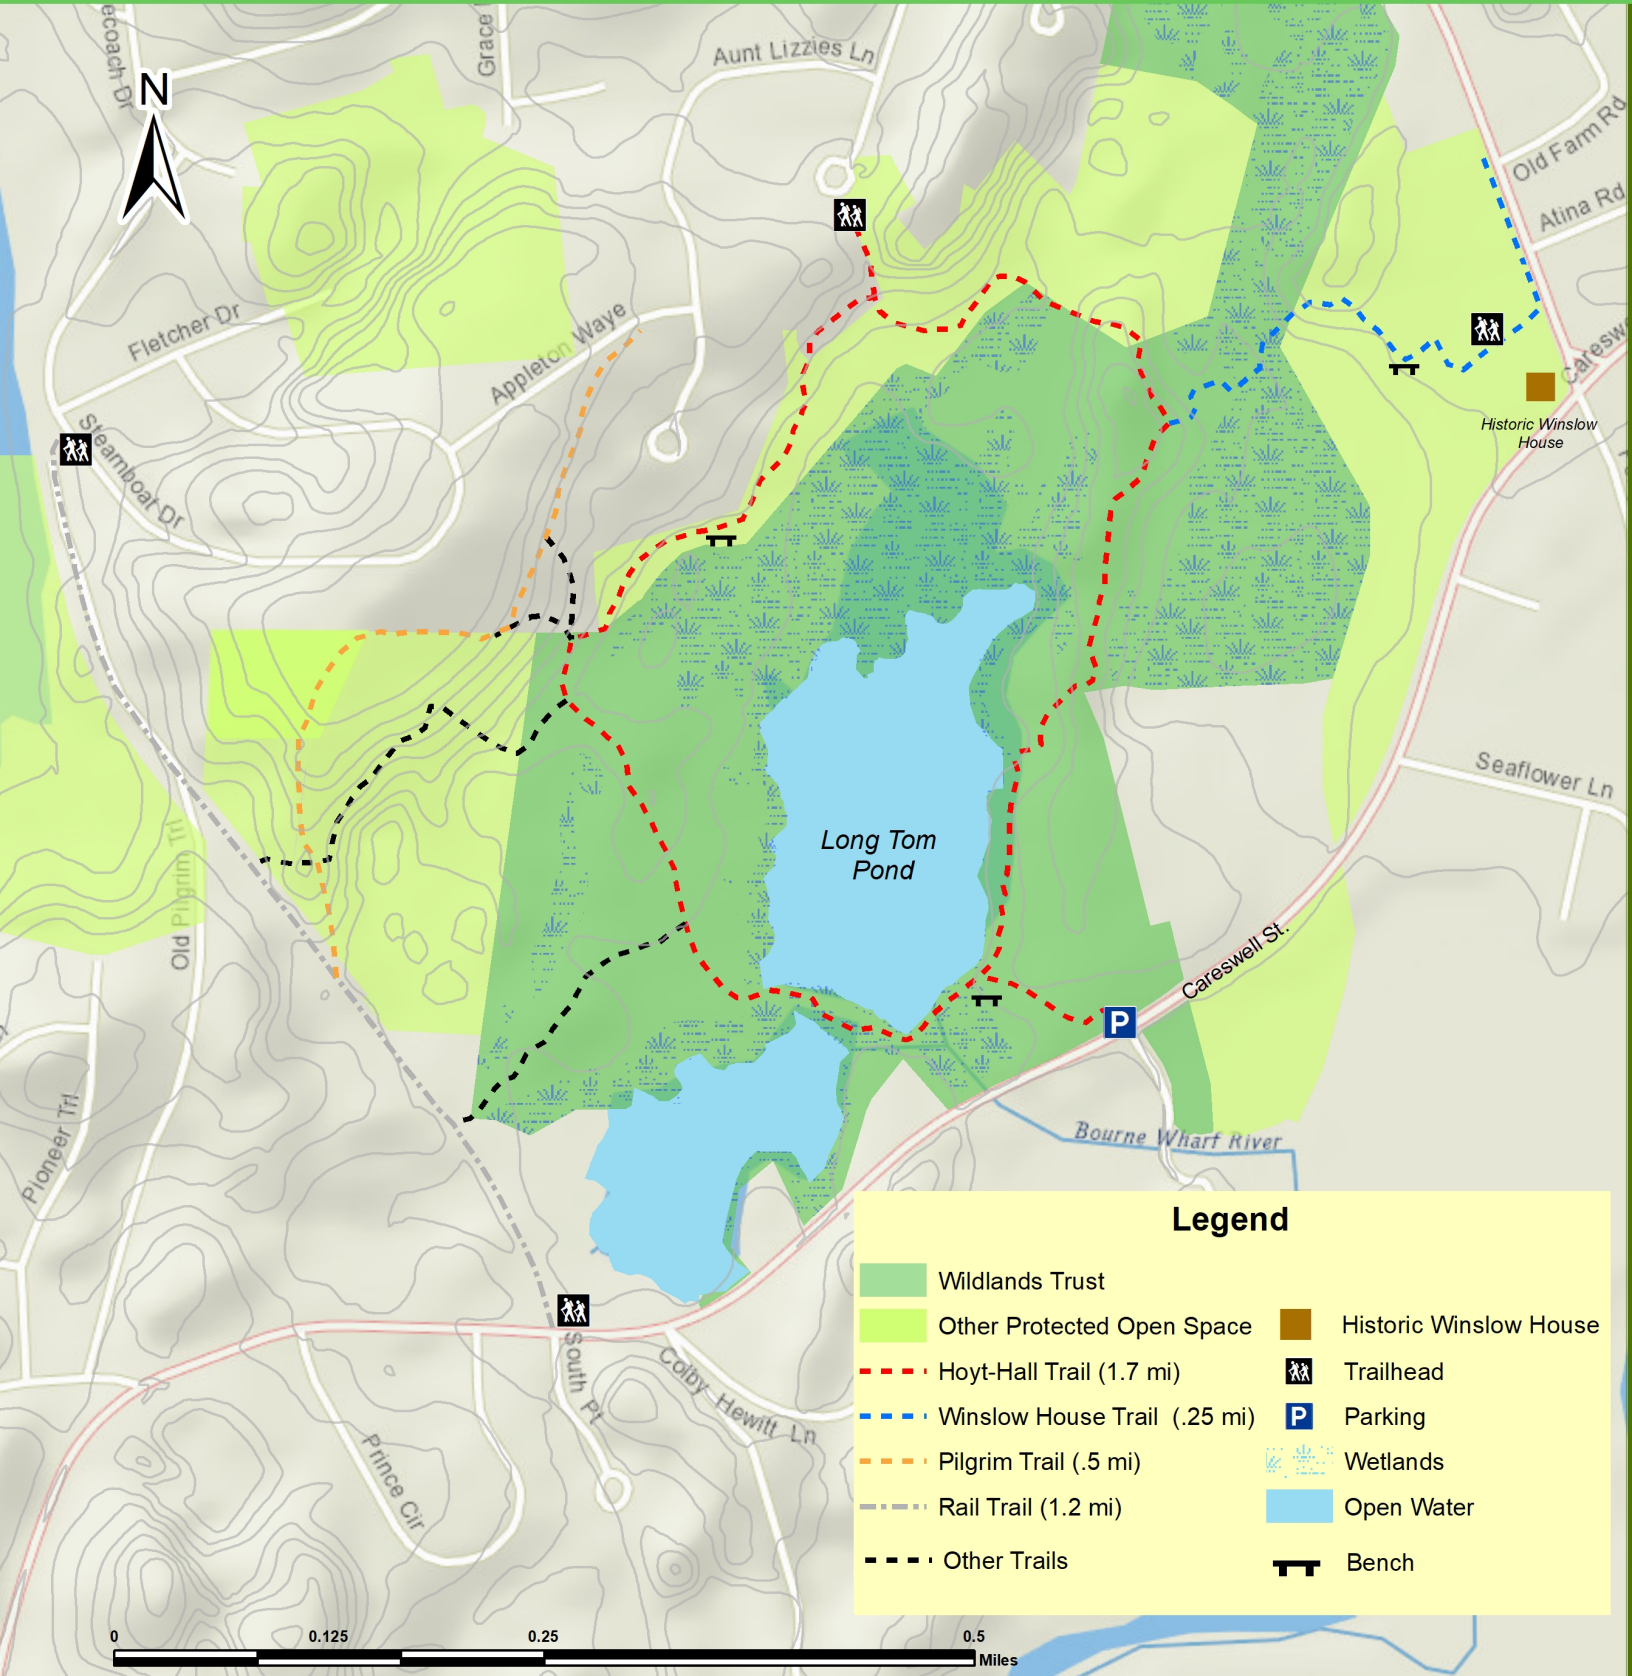 Grace
Aunt Lizzies Ln
N
Old Farm Rd
Atina Rd
Fletcher Dr
Appleton Waye
Historic Winslow
House
Steamboat Dr
Seaflower Ln
Long Tom
Pond
Old Pilgrim Trl
Careswell St.
P
Pioneer Trl
Bourne Wharf River
South Pt
Colby Hewitt Ln
Prince Cir
Legend
Wildlands Trust
Other Protected Open Space
Historic Winslow House
Hoyt-Hall Trail (1.7 mi)
Trailhead
Winslow House Trail (.25 mi)
P Parking
Pilgrim Trail (.5 mi)
Wetlands
Rail Trail (1.2 mi)
Open Water
Other Trails
Bench
0 0.125 0.25 0.5
Miles